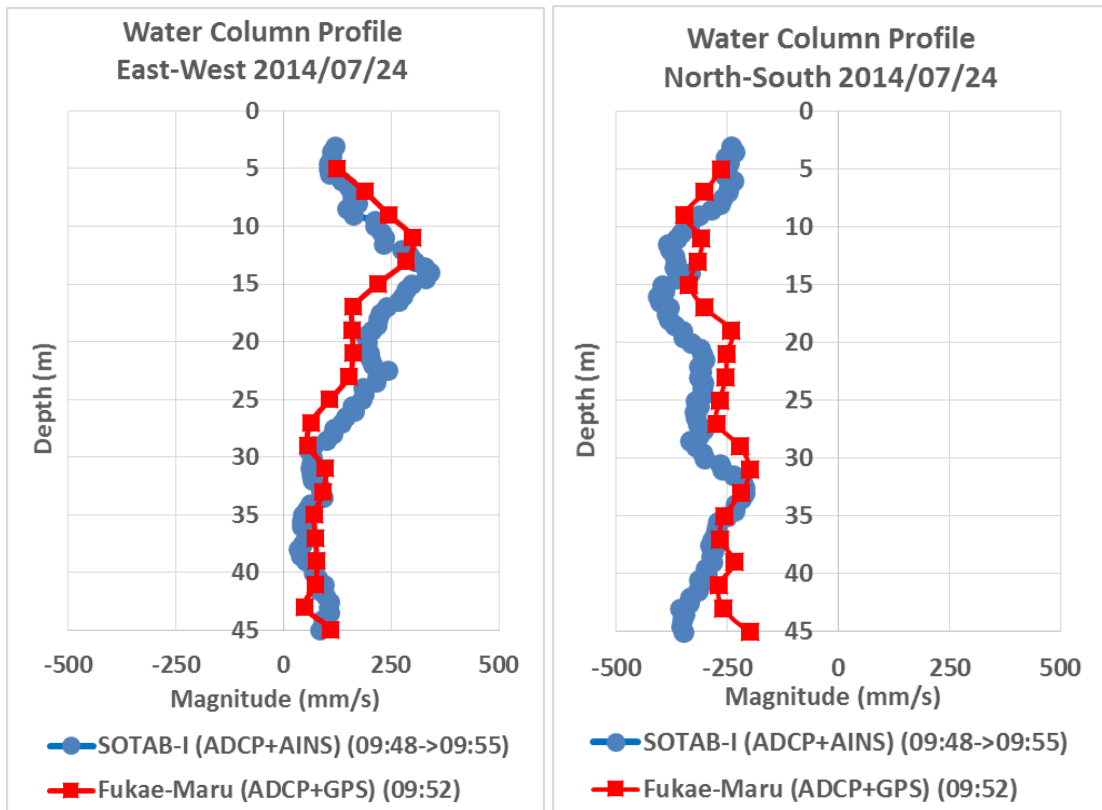 Water Column Profile
East-West 2014/07/24
0
5
10
15
20
25
30
35
40
45
-500
-250
0
250
500
Depth (m)
Magnitude (mm/s)
SOTAB-I (ADCP+AINS) (09:48->09:55)
Fukae-Maru (ADCP+GPS) (09:52)
Water Column Profile
North-South 2014/07/24
0
5
10
15
20
25
30
35
40
45
-500
-250
0
250
500
Depth (m)
Magnitude (mm/s)
SOTAB-I (ADCP+AINS) (09:48->09:55)
Fukae-Maru (ADCP+GPS) (09:52)